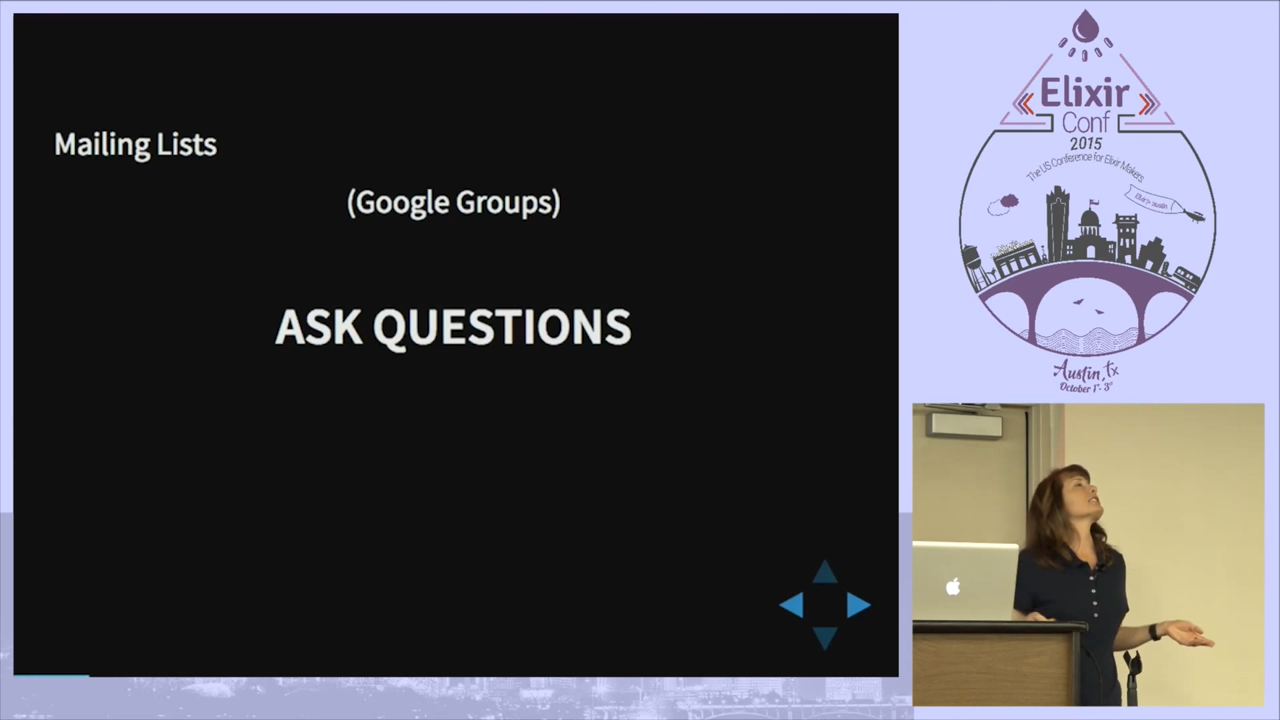 Mailing Lists
(Google Groups)
ASK QUESTIONS
Elixir
Conf
2015
The US Conference for Elixir Makers
Austin, Tx
October 1st - 3rd